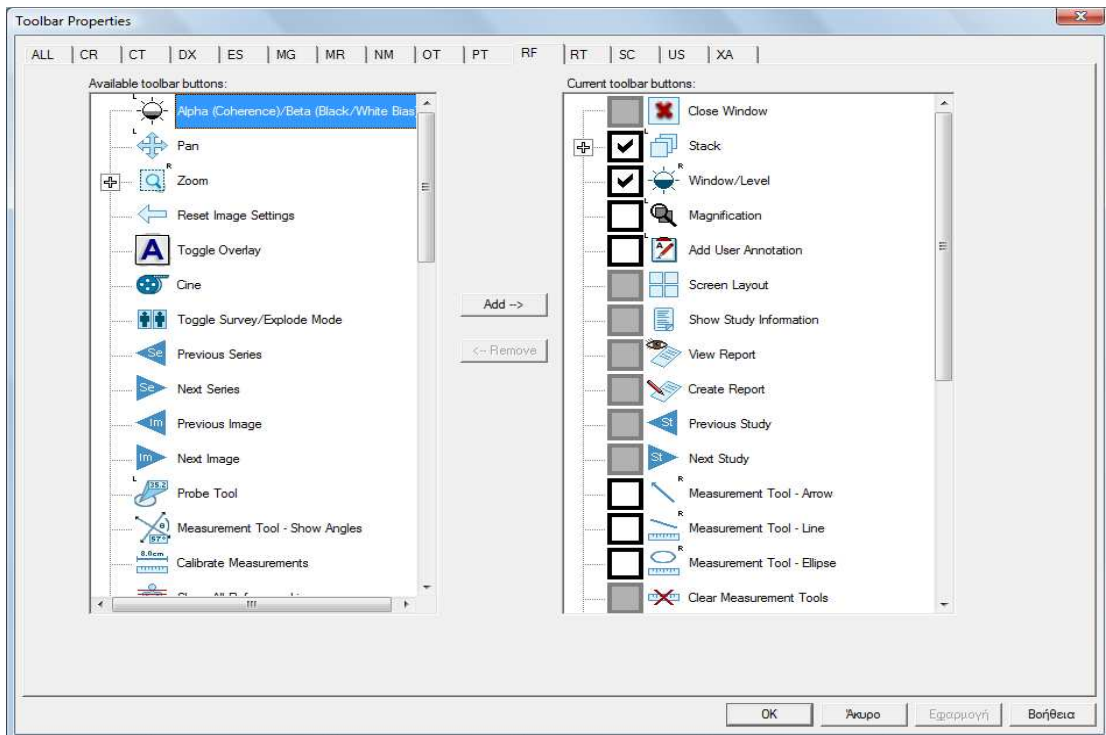 Toolbar Properties
ALL CR CT DX ES MG MR NM OT PT RF RT SC US XA
Available toolbar buttons:
Alpha (Coherence)/Beta (Black/White Bias
Pan
Zoom
Reset Image Settings
Toggle Overlay
Cine
Toggle Survey/Explode Mode
Previous Series
Next Series
Previous Image
Next Image
Probe Tool
Measurement Tool - Show Angles
Calibrate Measurements
Add -->
<-- Remove
Current toolbar buttons:
Close Window
Stack
Window/Level
Magnification
Add User Annotation
Screen Layout
Show Study Information
View Report
Create Report
Previous Study
Next Study
Measurement Tool - Arrow
Measurement Tool - Line
Measurement Tool - Ellipse
Clear Measurement Tools
OK Άκυρο Εφαρμογή Βοήθεια